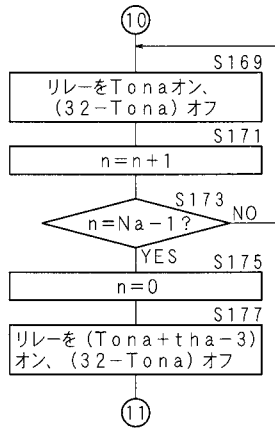 10
S169
リレーをTonaオン、
(32-Tona)オフ
S171
n=n+1
S173
n=Na-1?
NO
YES
S175
n=0
S177
リレーを(Tona+tha-3)
オン、(32-Tona)オフ
11